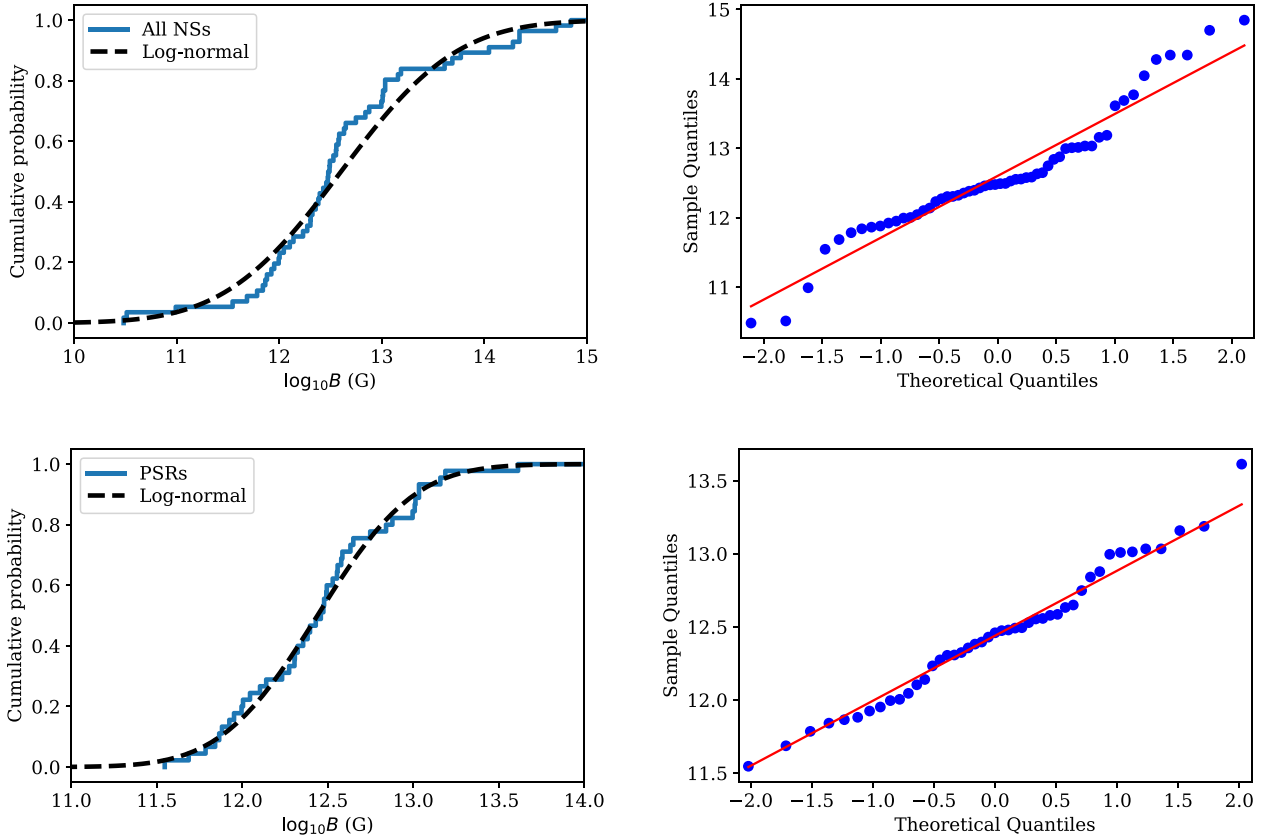 1.0
0.8
0.6
0.4
0.2
0.0
Cumulative probability
All NSs
Log-normal
10 11 12 13 14 15
log₁₀B (G)
15
14
13
12
11
Sample Quantiles
−2.0 −1.5 −1.0 −0.5 0.0 0.5 1.0 1.5 2.0
Theoretical Quantiles
1.0
0.8
0.6
0.4
0.2
0.0
Cumulative probability
PSRs
Log-normal
11.0 11.5 12.0 12.5 13.0 13.5 14.0
log₁₀B (G)
13.5
13.0
12.5
12.0
11.5
Sample Quantiles
−2.0 −1.5 −1.0 −0.5 0.0 0.5 1.0 1.5 2.0
Theoretical Quantiles